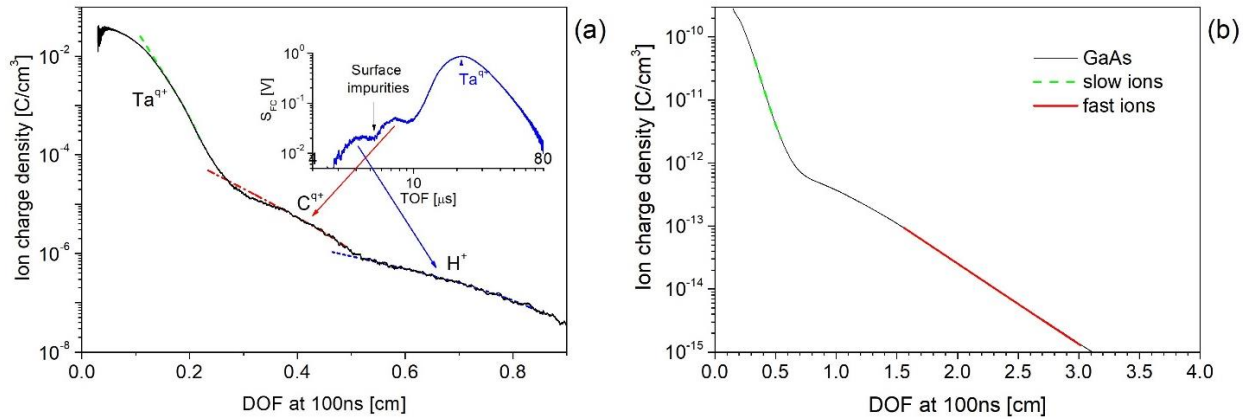 (a)
Ion charge density [C/cm³]
10⁻²
10⁻⁴
10⁻⁶
10⁻⁸
Ta^q+
C^q+
H⁺
S_FC [V]
10⁰
10⁻¹
10⁻²
Surface
impurities
Ta^q+
4 10 80
TOF [μs]
0.0 0.2 0.4 0.6 0.8
DOF at 100ns [cm]
(b)
Ion charge density [C/cm³]
10⁻¹⁰
10⁻¹¹
10⁻¹²
10⁻¹³
10⁻¹⁴
10⁻¹⁵
GaAs
slow ions
fast ions
0.0 0.5 1.0 1.5 2.0 2.5 3.0 3.5 4.0
DOF at 100ns [cm]